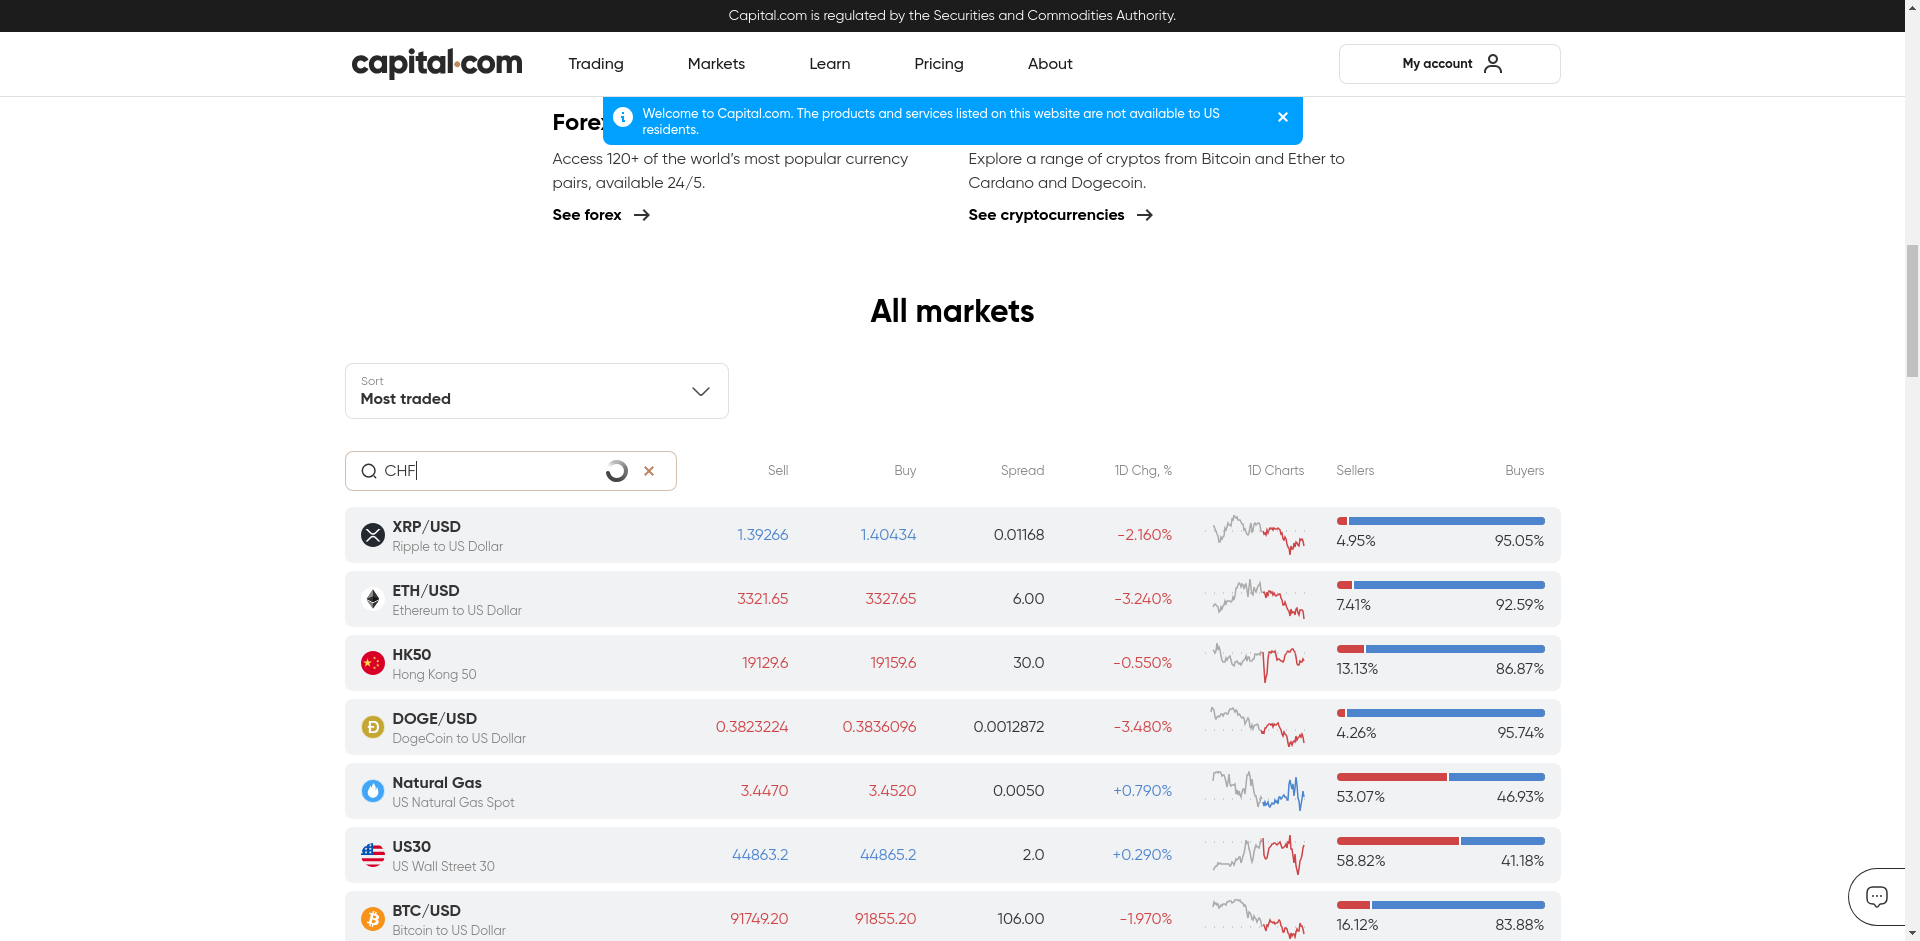 Capital.com is regulated by the Securities and Commodities Authority.
capital.com
Trading
Markets
Learn
Pricing
About
My account
Welcome to Capital.com. The products and services listed on this website are not available to US
residents.
Access 120+ of the world’s most popular currency
pairs, available 24/5.
See forex
Explore a range of cryptos from Bitcoin and Ether to
Cardano and Dogecoin.
See cryptocurrencies
All markets
Sort
Most traded
CHF
Sell
Buy
Spread
1D Chg, %
1D Charts
Sellers
Buyers
XRP/USD
Ripple to US Dollar
1.39266
1.40434
0.01168
-2.160%
4.95%
95.05%
ETH/USD
Ethereum to US Dollar
3321.65
3327.65
6.00
-3.240%
7.41%
92.59%
HK50
Hong Kong 50
19129.6
19159.6
30.0
-0.550%
13.13%
86.87%
DOGE/USD
DogeCoin to US Dollar
0.3823224
0.3836096
0.0012872
-3.480%
4.26%
95.74%
Natural Gas
US Natural Gas Spot
3.4470
3.4520
0.0050
+0.790%
53.07%
46.93%
US30
US Wall Street 30
44863.2
44865.2
2.0
+0.290%
58.82%
41.18%
BTC/USD
Bitcoin to US Dollar
91749.20
91855.20
106.00
-1.970%
16.12%
83.88%